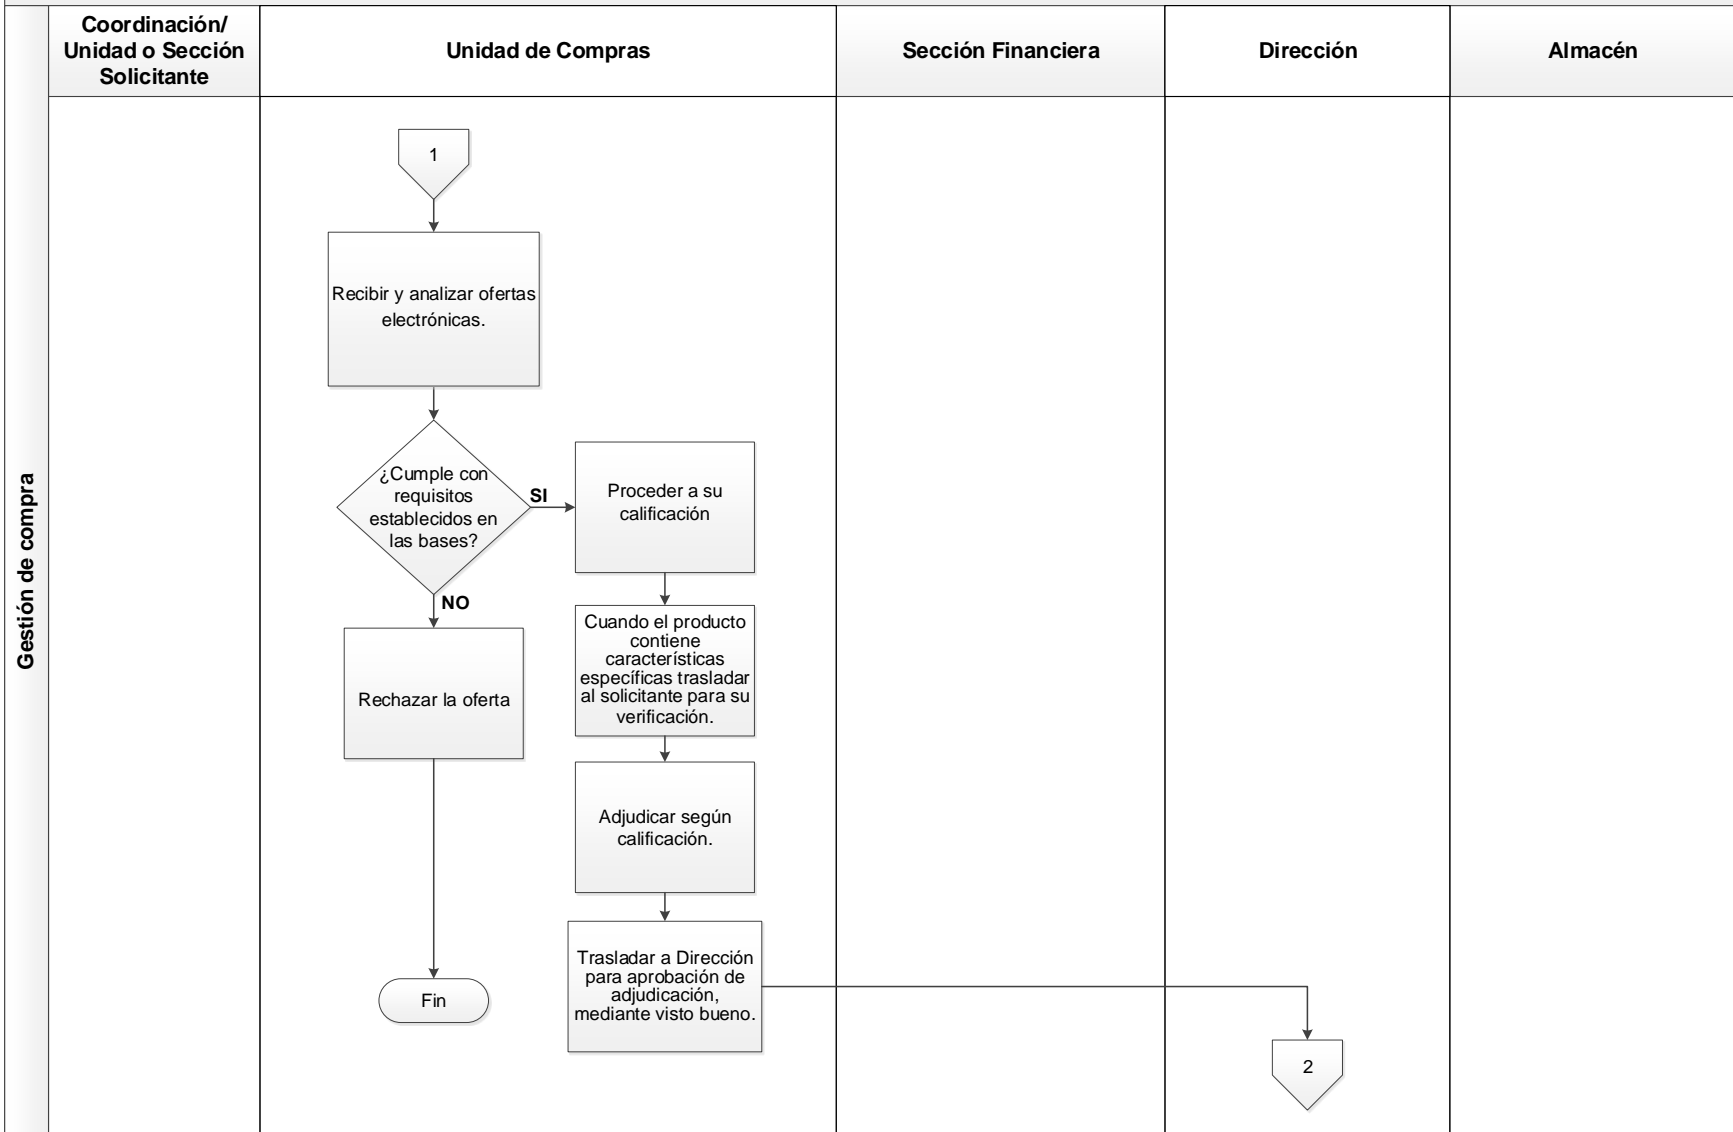 Coordinación/
Unidad o Sección
Solicitante
Unidad de Compras
Sección Financiera
Dirección
Almacén
Gestión de compra
1
Recibir y analizar ofertas
electrónicas.
¿Cumple con
requisitos
establecidos en
las bases?
SI
Proceder a su
calificación
NO
Cuando el producto
contiene
características
específicas trasladar
al solicitante para su
verificación.
Rechazar la oferta
Adjudicar según
calificación.
Trasladar a Dirección
para aprobación de
adjudicación,
mediante visto bueno.
Fin
2